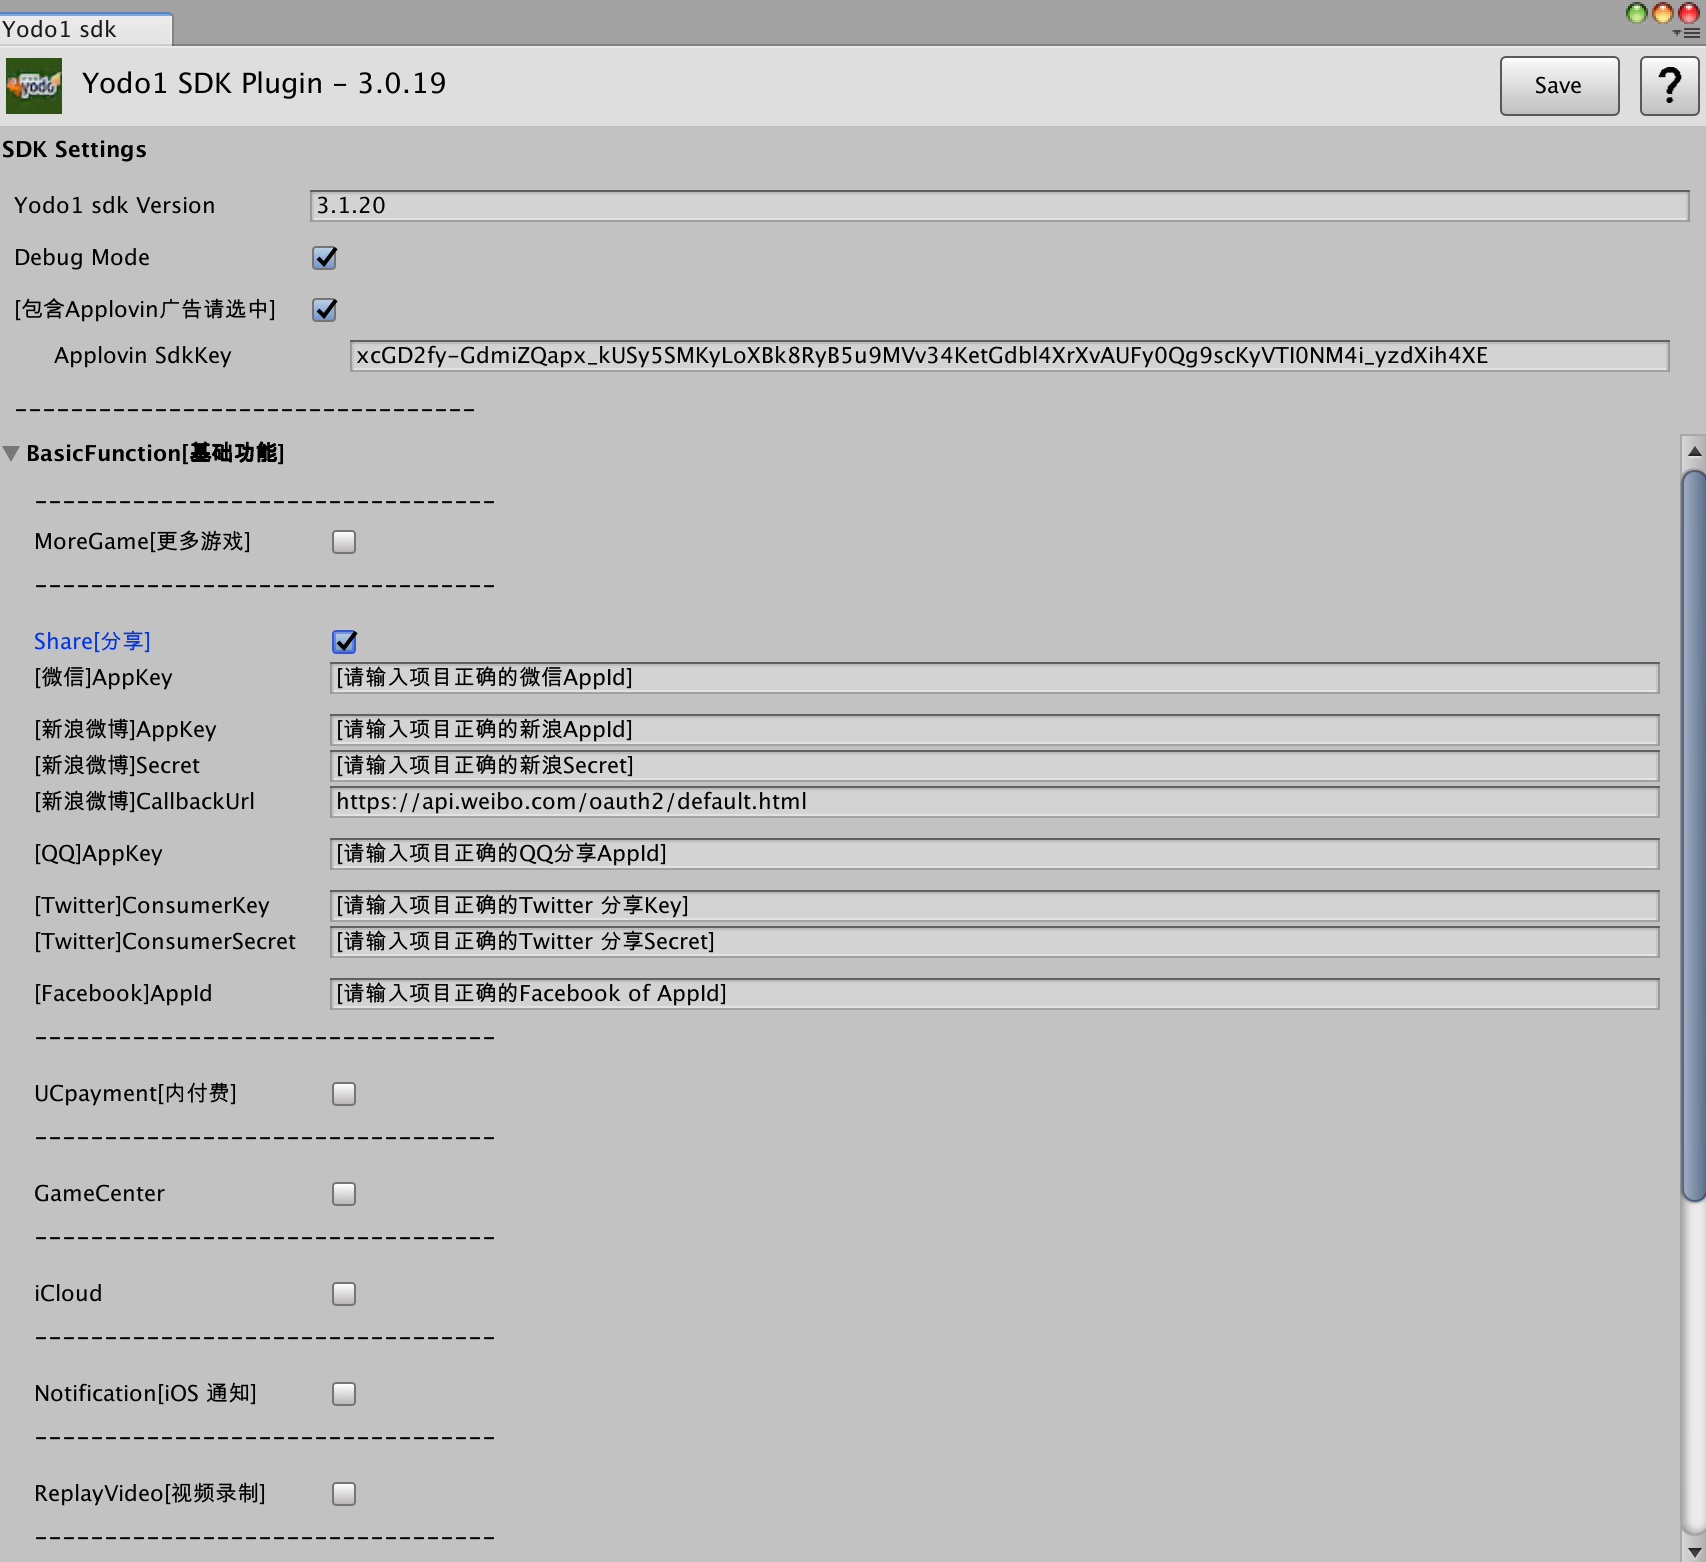 Yodo1 sdk
yodo
Yodo1 SDK Plugin - 3.0.19
Save
?
SDK Settings
Yodo1 sdk Version 3.1.20
Debug Mode
[包含Applovin广告请选中]
Applovin SdkKey xcGD2fy-GdmiZQapx_kUSy5SMKyLoXBk8RyB5u9MVv34KetGdbl4XrXvAUFy0Qg9scKyVTI0NM4i_yzdXih4XE
---------------------------------
BasicFunction[基础功能]
---------------------------------
MoreGame[更多游戏]
---------------------------------
Share[分享]
[微信]AppKey [请输入项目正确的微信AppId]
[新浪微博]AppKey [请输入项目正确的新浪AppId]
[新浪微博]Secret [请输入项目正确的新浪Secret]
[新浪微博]CallbackUrl https://api.weibo.com/oauth2/default.html
[QQ]AppKey [请输入项目正确的QQ分享AppId]
[Twitter]ConsumerKey [请输入项目正确的Twitter 分享Key]
[Twitter]ConsumerSecret [请输入项目正确的Twitter 分享Secret]
[Facebook]AppId [请输入项目正确的Facebook of AppId]
---------------------------------
UCpayment[内付费]
---------------------------------
GameCenter
---------------------------------
iCloud
---------------------------------
Notification[iOS 通知]
---------------------------------
ReplayVideo[视频录制]
---------------------------------